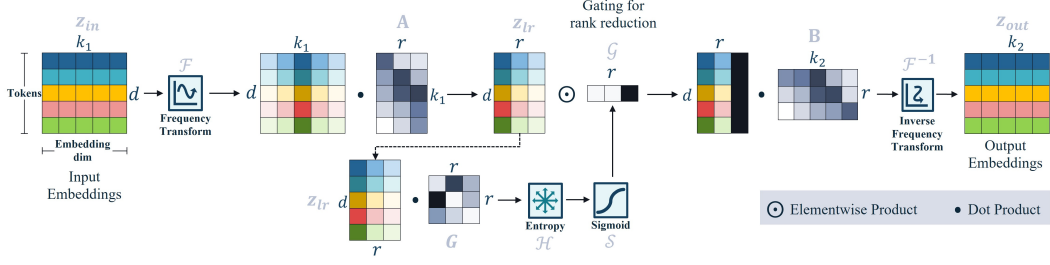 z_in
k_1
Tokens
d
Embedding
dim
Input
Embeddings
ℱ
Frequency
Transform
k_1
d
A
r
k_1
z_lr
r
d
Gating for
rank reduction
𝒢
r
r
d
B
k_2
r
ℱ^-1
Inverse
Frequency
Transform
z_out
k_2
Output
Embeddings
z_lr
d
r
r
r
G
Entropy
ℋ
Sigmoid
𝒮
Elementwise Product
Dot Product